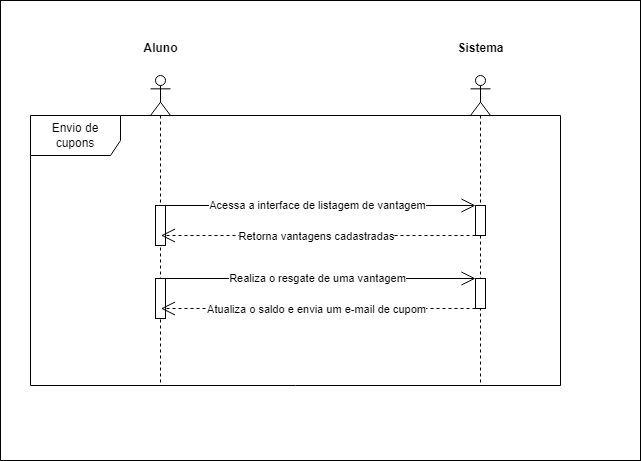 Aluno
Sistema
Envio de
cupons
Acessa a interface de listagem de vantagem
Retorna vantagens cadastradas
Realiza o resgate de uma vantagem
Atualiza o saldo e envia um e-mail de cupom